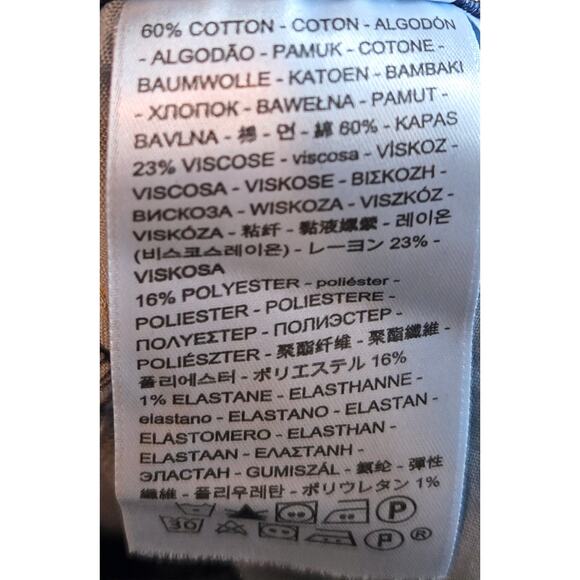 60% COTTON - COTON - ALGODÓN
- ALGODÃO - PAMUK - COTONE -
BAUMWOLLE - KATOEN - BAMBAKI
- ХЛОПОК - BAWEŁNA - PAMUT -
BAVLNA - 棉 - 면 - 綿 60% - KAPAS
23% VISCOSE - viscosa - VİSKOZ -
VISCOSA - VISKOSE - ΒΙΣΚΟΖΗ -
ВИСКОЗА - WISKOZA - VISZKÓZ -
VISKÓZA - 粘纤 - 黏液嫘縈 - 레이온
(비스코스레이온) - レーヨン 23% -
VISKOSA
16% POLYESTER - poliéster -
POLIESTER - POLIESTERE -
ΠΟΛΥΕΣΤΕΡ - ПОЛИЭСТЕР -
POLIÉSZTER - 聚酯纤维 - 聚酯纖維 -
폴리에스터 - ポリエステル 16%
1% ELASTANE - ELASTHANNE -
elastano - ELASTANO - ELASTAN -
ELASTOMERO - ELASTHAN -
ELASTAAN - ΕΛΑΣΤΑΝΗ -
ЭЛАСТАН - GUMISZÁL - 氨纶 - 彈性
纖維 - 폴리우레탄 - ポリウレタン 1%
30 P ®